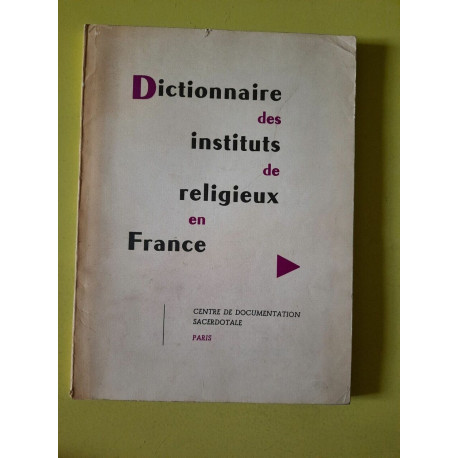 Dictionnaire
des
instituts
de
religieux
en
France
CENTRE DE DOCUMENTATION
SACERDOTALE
PARIS